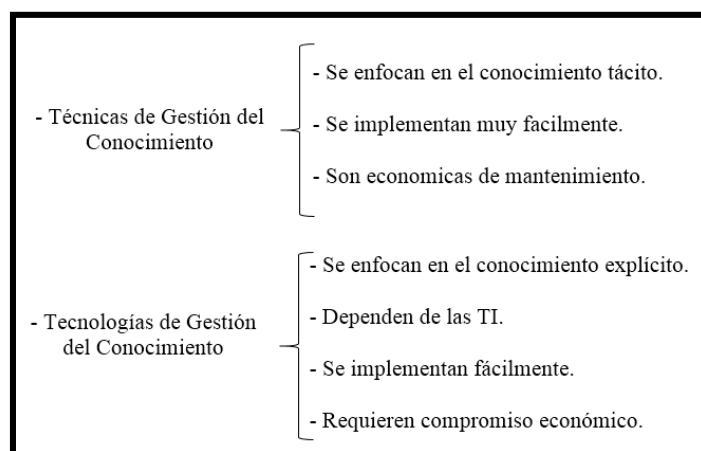 - Técnicas de Gestión del
Conocimiento
- Se enfocan en el conocimiento tácito.
- Se implementan muy facilmente.
- Son economicas de mantenimiento.
- Tecnologías de Gestión
del Conocimiento
- Se enfocan en el conocimiento explícito.
- Dependen de las TI.
- Se implementan fácilmente.
- Requieren compromiso económico.